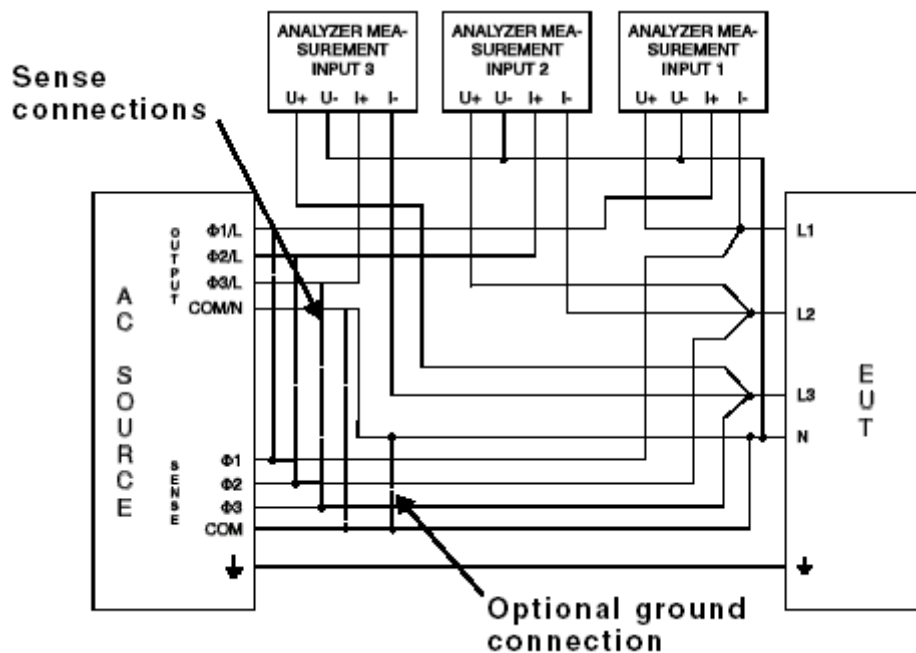 ANALYZER MEA-
SUREMENT
INPUT 3
U+ U- I+ I-
ANALYZER MEA-
SUREMENT
INPUT 2
U+ U- I+ I-
ANALYZER MEA-
SUREMENT
INPUT 1
U+ U- I+ I-
Sense
connections
AC SOURCE
OUTPUT
Φ1/L
Φ2/L
Φ3/L
COM/N
SENSE
Φ1
Φ2
Φ3
COM
L1
L2
L3
N
EUT
Optional ground
connection